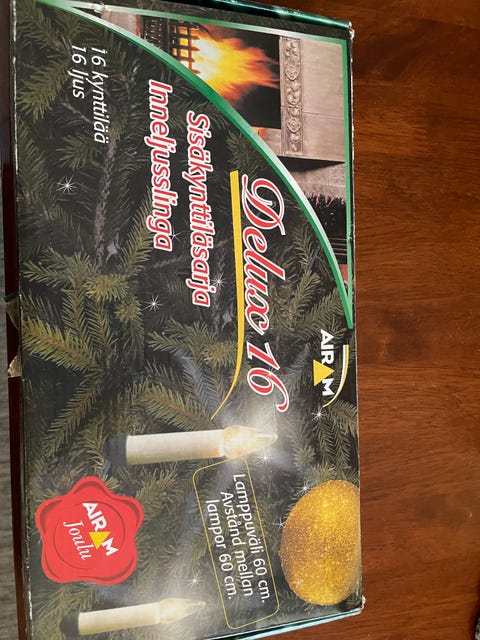 AIRAM
Deluxe 16
Sisäkynttiläsarja
Inneljusslinga
16 kynttilää
16 ljus
Lamppuväli 60 cm.
Avstånd mellan
lampor 60 cm.
AIRAM
Joulu